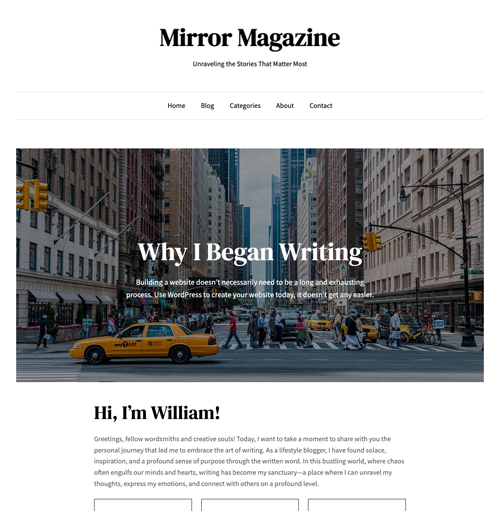 Mirror Magazine
Unraveling the Stories That Matter Most
Home Blog Categories About Contact
Why I Began Writing
Building a website doesn't necessarily need to be a long and exhausting
process. Use WordPress to create your website today, it doesn't get any easier.
TAXI
Hi, I'm William!
Greetings, fellow wordsmiths and creative souls! Today, I want to take a moment to share with you the
personal journey that led me to embrace the art of writing. As a lifestyle blogger, I have found solace,
inspiration, and a profound sense of purpose through the written word. In this bustling world, where chaos
often engulfs our minds and hearts, writing has become my sanctuary—a place where I can unravel my
thoughts, express my emotions, and connect with others on a profound level.